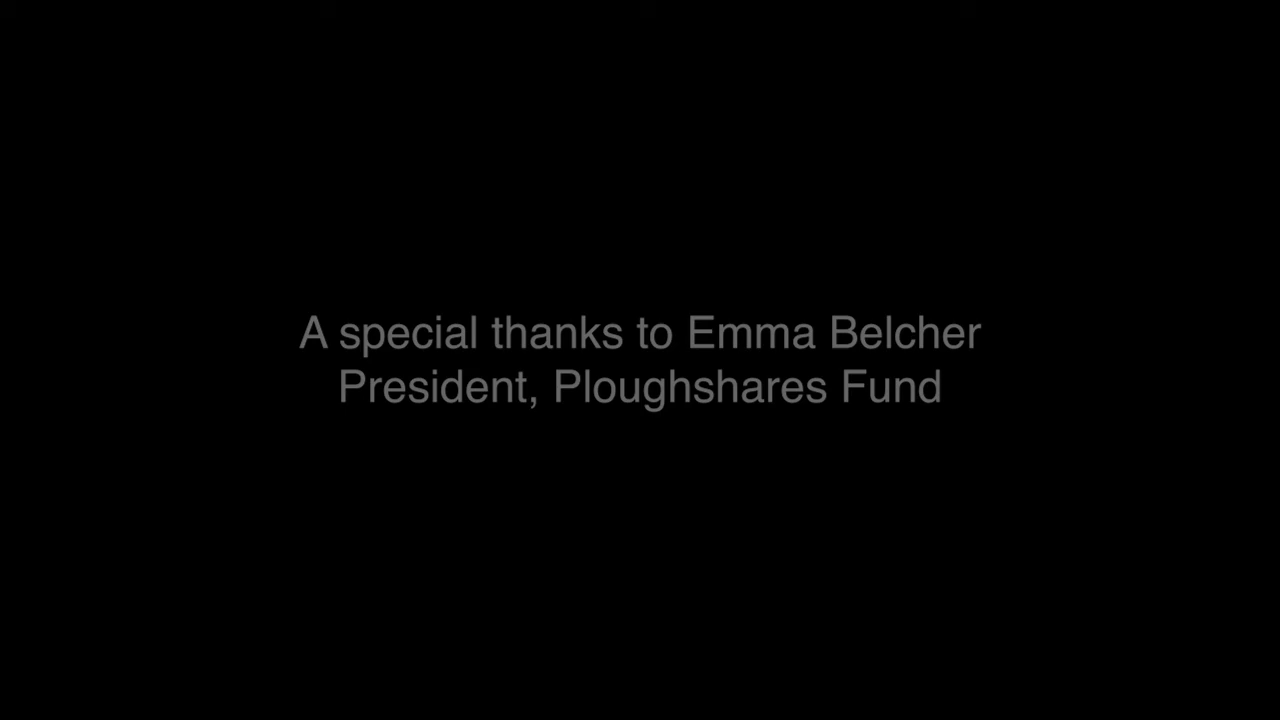 A special thanks to Emma Belcher
President, Ploughshares Fund